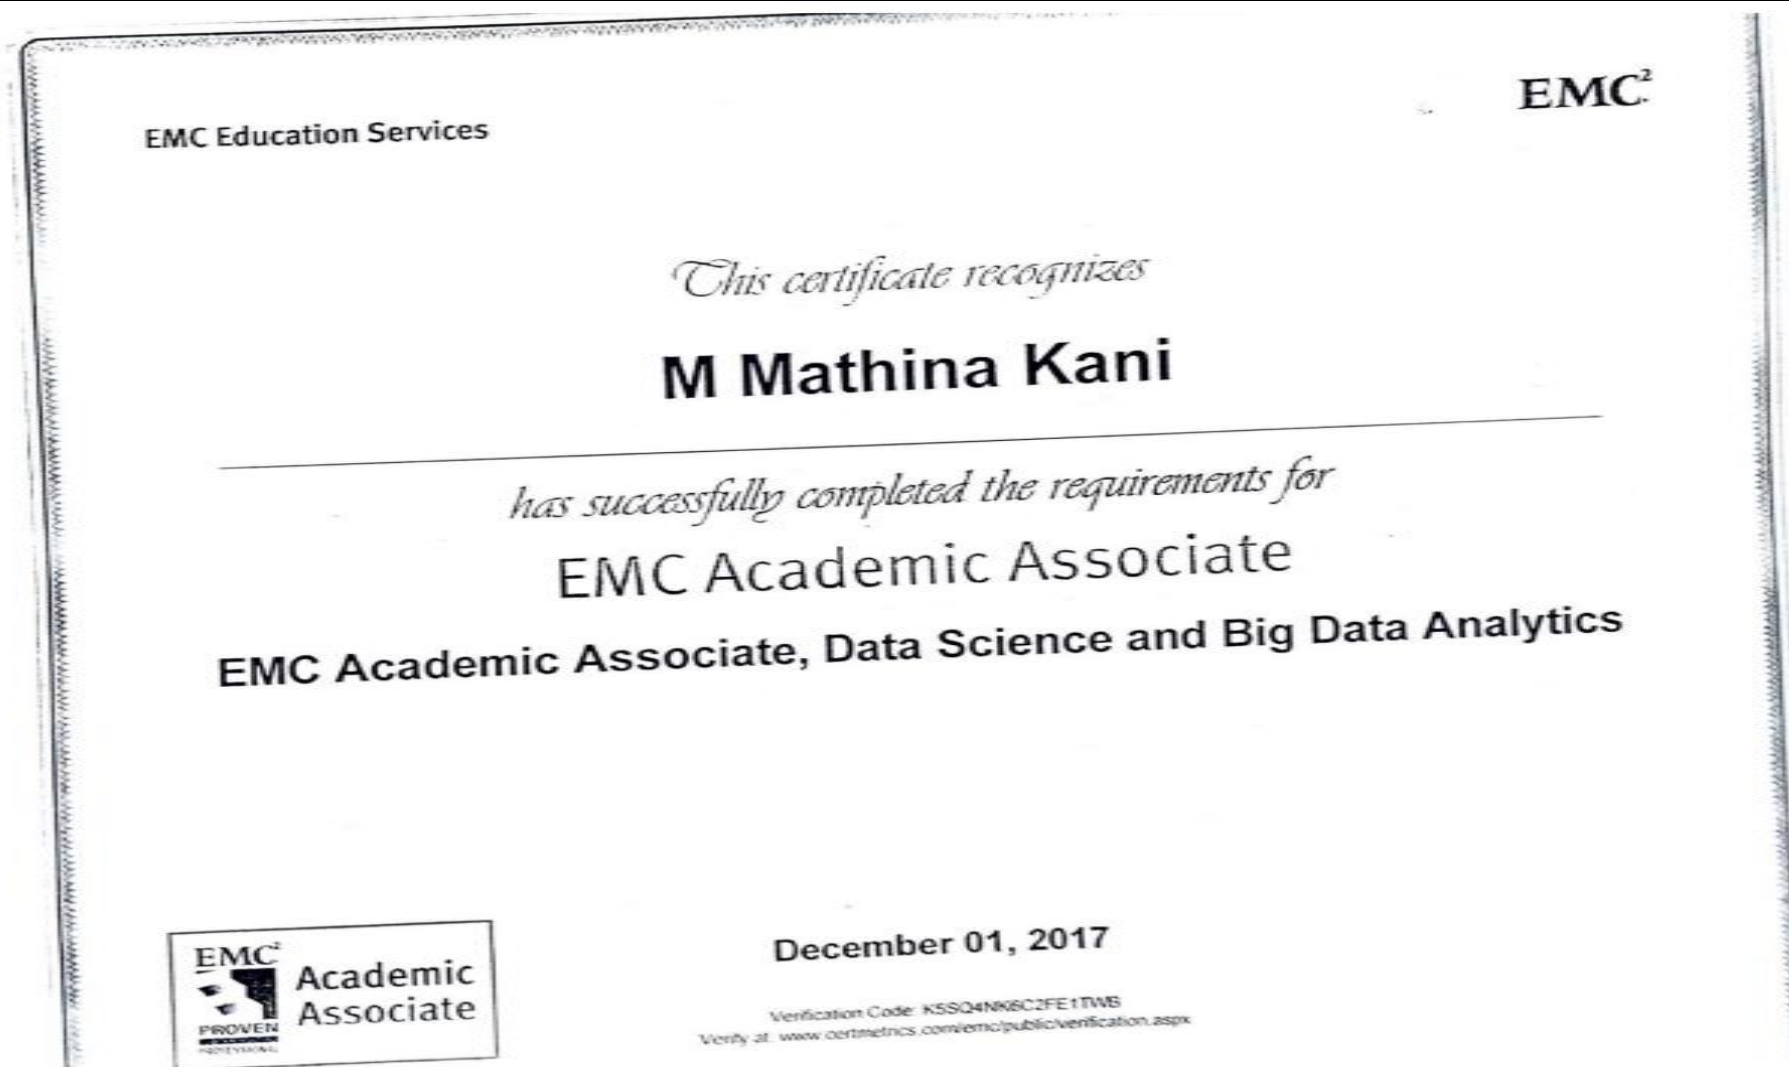 EMC Education Services
EMC²
This certificate recognizes
M Mathina Kani
has successfully completed the requirements for
EMC Academic Associate
EMC Academic Associate, Data Science and Big Data Analytics
EMC²
Academic
Associate
PROVEN
PROFESSIONAL
December 01, 2017
Verification Code:
Verify at: www.certmetrics.com/emc/public/verification.aspx